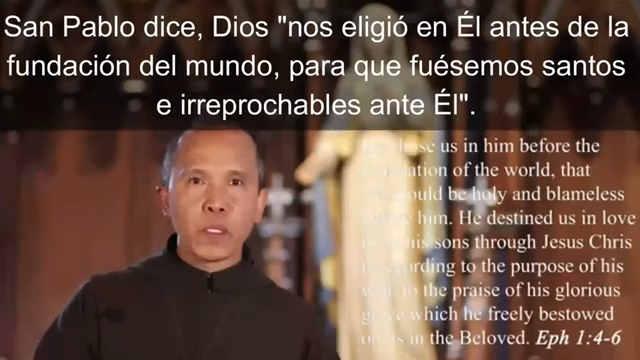 San Pablo dice, Dios "nos eligió en Él antes de la
fundación del mundo, para que fuésemos santos
e irreprochables ante Él".
us in him before the
of the world, that
be holy and blameless
him. He destined us in love
sons through Jesus Chris
according to the purpose of his
to the praise of his glorious
which he freely bestowed
in the Beloved. Eph 1:4-6